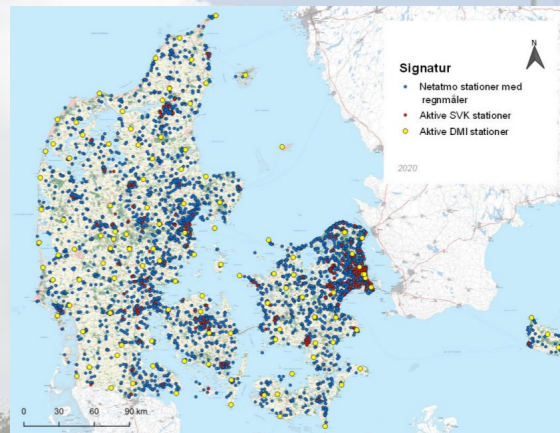 N
Signatur
Netatmo stationer med
regnmåler
Aktive SVK stationer
Aktive DMI stationer
2020
0 30 60 90 km